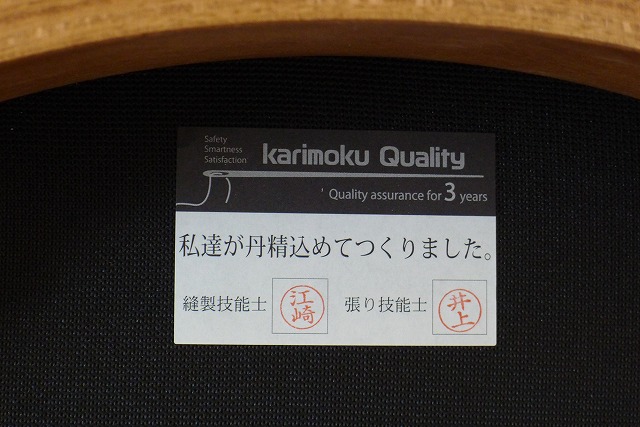 Safety
Smartness
Satisfaction
karimoku Quality
Quality assurance for 3 years
私達が丹精込めてつくりました。
縫製技能士 江崎 張り技能士 井上